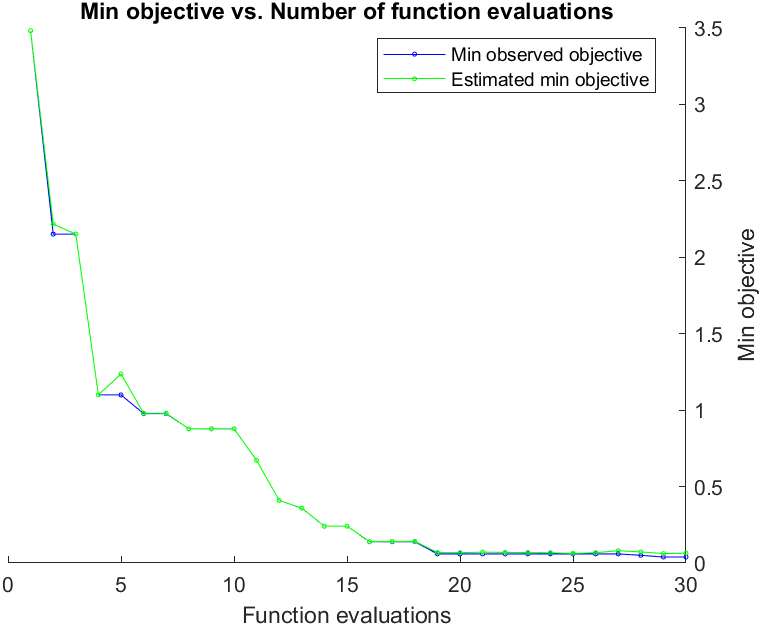 Min objective vs. Number of function evaluations
Min observed objective
Estimated min objective
3.5
3
2.5
2
1.5
1
0.5
0
Min objective
0 5 10 15 20 25 30
Function evaluations